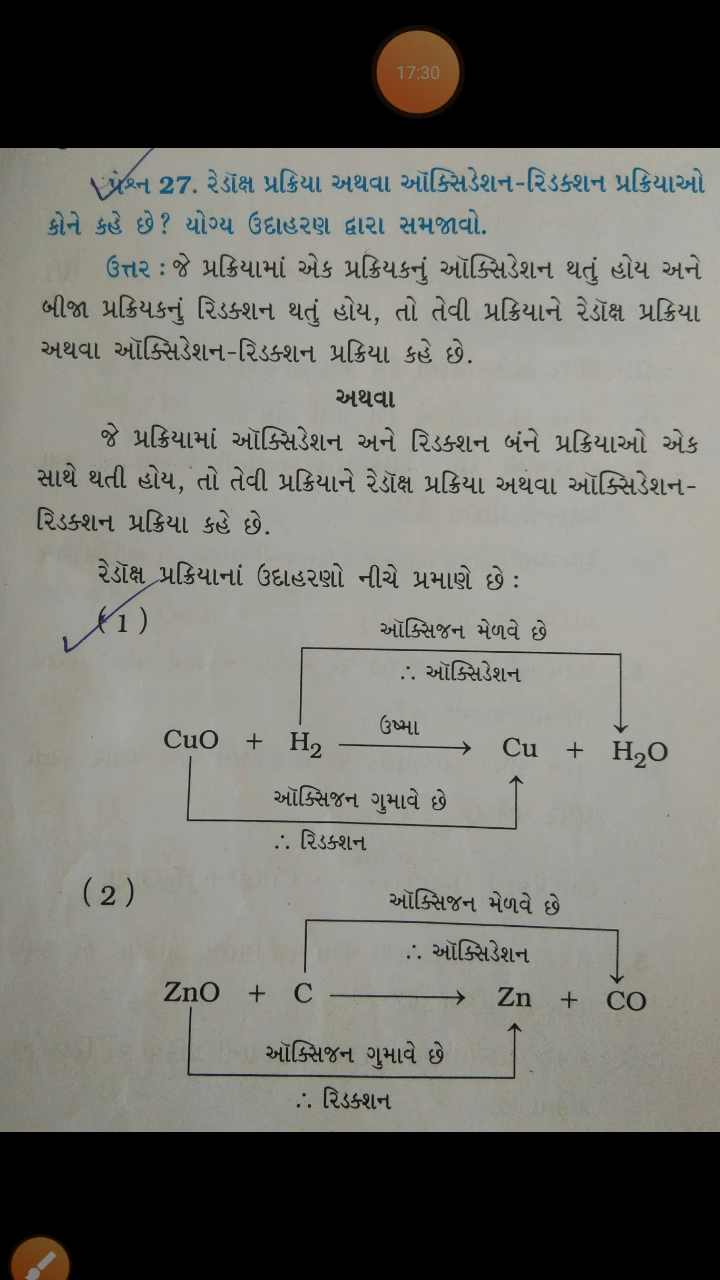 17:30
પ્રશ્ન 27. રેડૉક્ષ પ્રક્રિયા અથવા ઑક્સિડેશન-રિડક્શન પ્રક્રિયાઓ
કોને કહે છે? યોગ્ય ઉદાહરણ દ્વારા સમજાવો.
ઉત્તર : જે પ્રક્રિયામાં એક પ્રક્રિયકનું ઑક્સિડેશન થતું હોય અને
બીજા પ્રક્રિયકનું રિડક્શન થતું હોય, તો તેવી પ્રક્રિયાને રેડૉક્ષ પ્રક્રિયા
અથવા ઑક્સિડેશન-રિડક્શન પ્રક્રિયા કહે છે.
અથવા
જે પ્રક્રિયામાં ઑક્સિડેશન અને રિડક્શન બંને પ્રક્રિયાઓ એક
સાથે થતી હોય, તો તેવી પ્રક્રિયાને રેડૉક્ષ પ્રક્રિયા અથવા ઑક્સિડેશન-
રિડક્શન પ્રક્રિયા કહે છે.
રેડૉક્ષ પ્રક્રિયાનાં ઉદાહરણો નીચે પ્રમાણે છે :
(1)
ઑક્સિજન મેળવે છે
∴ ઑક્સિડેશન
ઉષ્મા
CuO + H₂ ⟶ Cu + H₂O
ઑક્સિજન ગુમાવે છે
∴ રિડક્શન
(2)
ઑક્સિજન મેળવે છે
∴ ઑક્સિડેશન
ZnO + C ⟶ Zn + CO
ઑક્સિજન ગુમાવે છે
∴ રિડક્શન